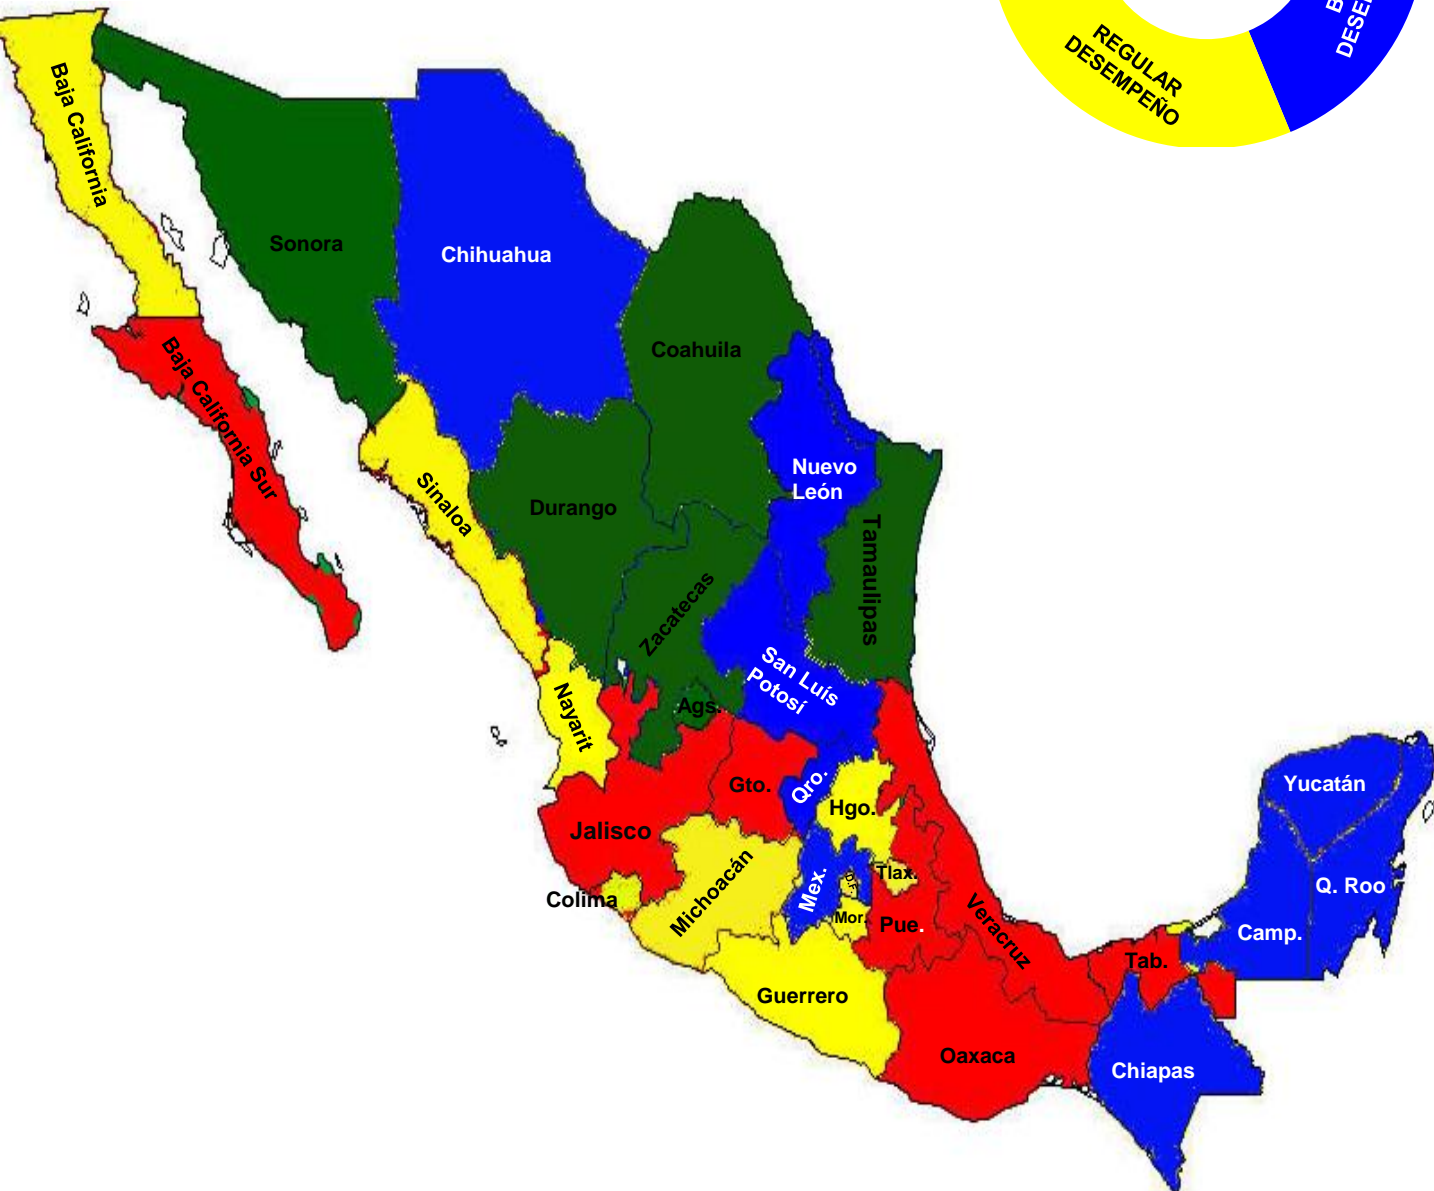 REGULAR
DESEMPEÑO
Baja California
Sonora
Chihuahua
Coahuila
Baja California Sur
Nuevo
León
Sinaloa
Durango
Tamaulipas
Zacatecas
San Luís
Potosí
Ags.
Nayarit
Gto.
Qro.
Hgo.
Yucatán
Jalisco
Michoacán
Mex.
D.F.
Tlax.
Q. Roo
Colima
Mor.
Pue.
Veracruz
Camp.
Tab.
Guerrero
Oaxaca
Chiapas